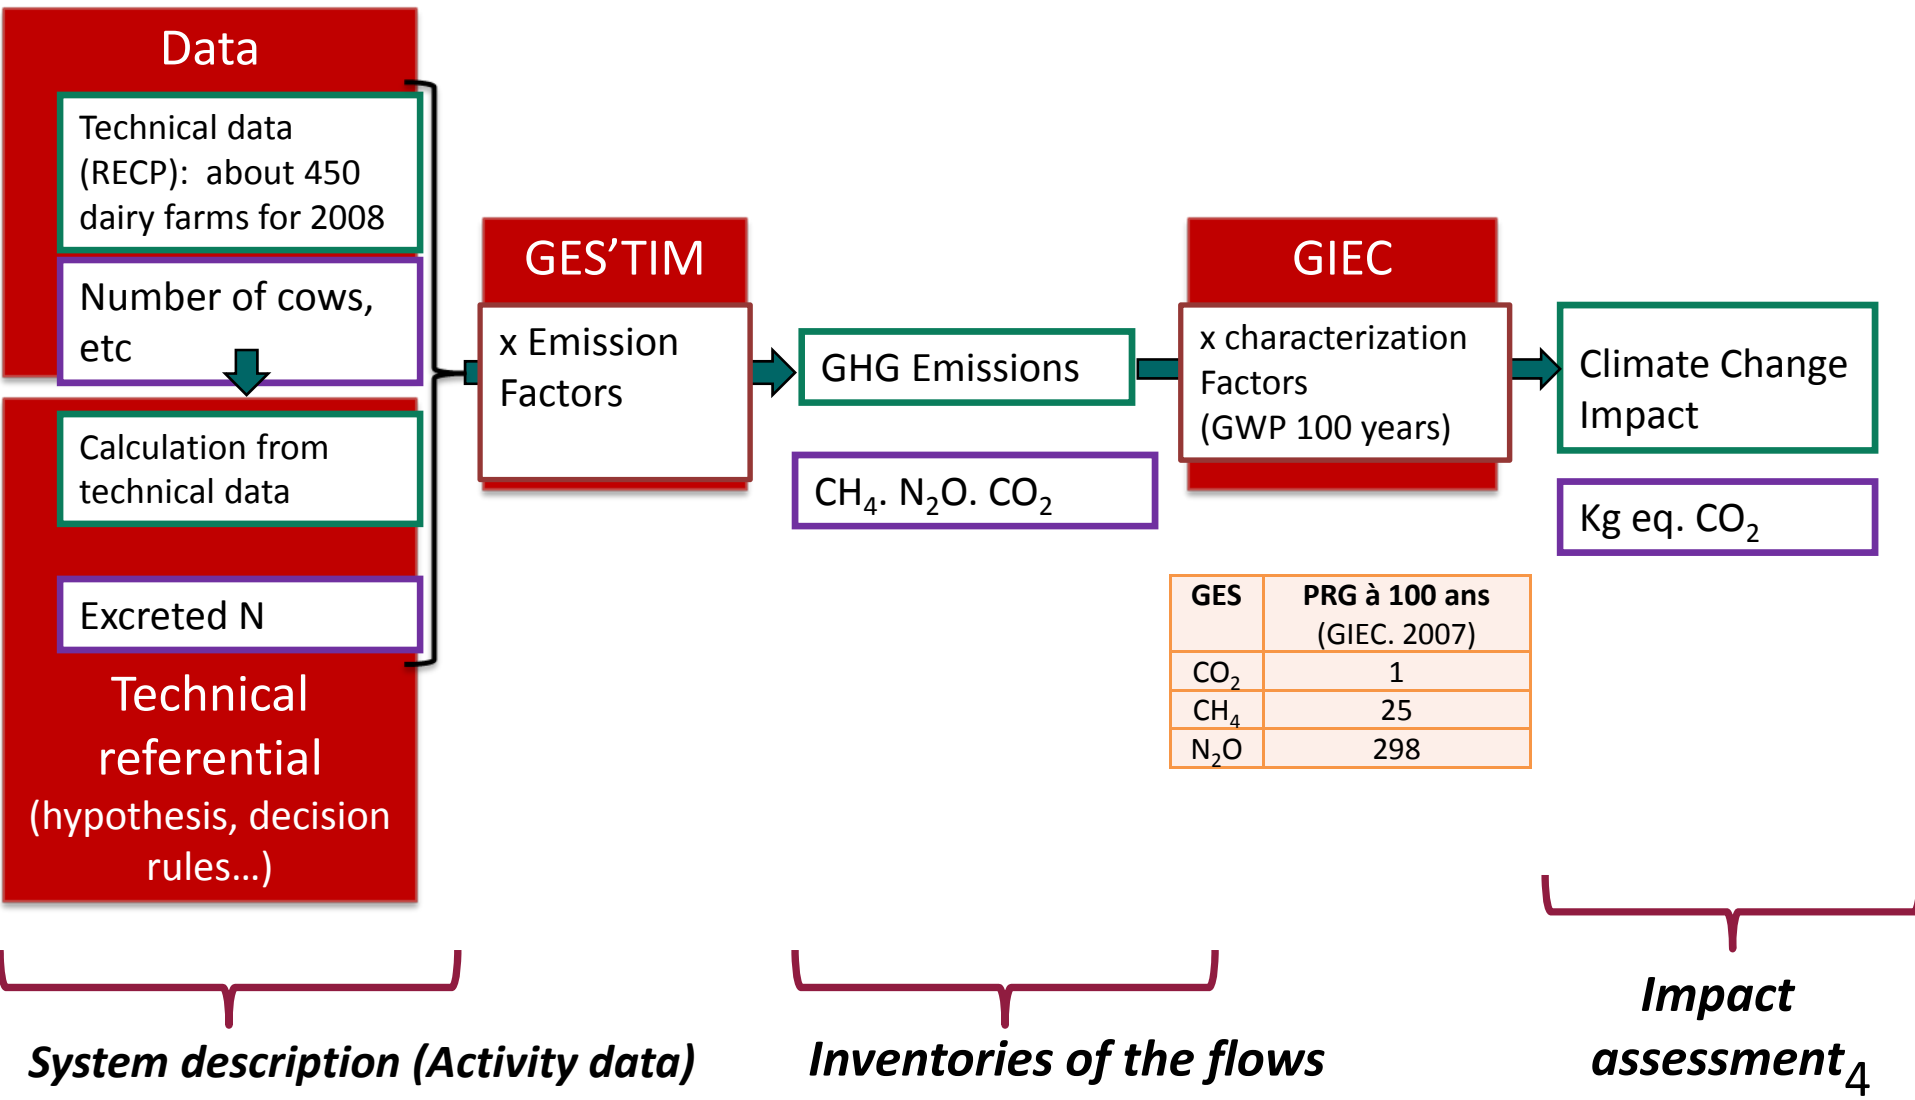 Data
Technical data
(RECP): about 450
dairy farms for 2008
Number of cows,
etc
Calculation from
technical data
Excreted N
Technical
referential
(hypothesis, decision
rules...)
GES’TIM
x Emission
Factors
GHG Emissions
CH₄. N₂O. CO₂
GIEC
x characterization
Factors
(GWP 100 years)
Climate Change
Impact
Kg eq. CO₂
GES PRG à 100 ans
(GIEC. 2007)
CO₂ 1
CH₄ 25
N₂O 298
System description (Activity data)
Inventories of the flows
Impact
assessment
4